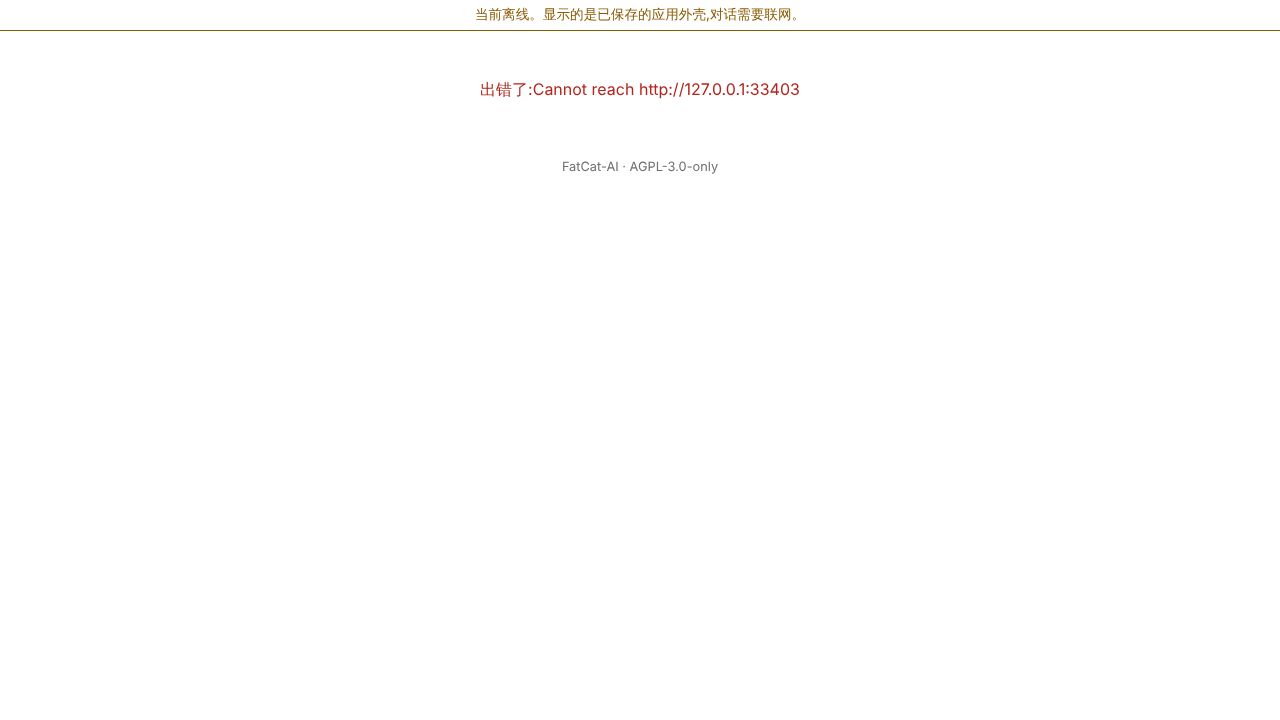 当前离线。显示的是已保存的应用外壳,对话需要联网。
出错了:Cannot reach http://127.0.0.1:33403
FatCat-AI · AGPL-3.0-only